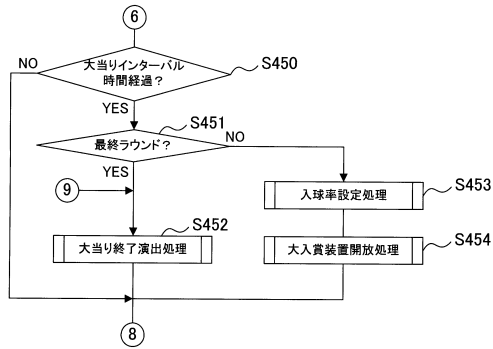 6
大当りインターバル
時間経過？
S450
NO
YES
最終ラウンド？
S451
NO
YES
9
入球率設定処理
S453
大当り終了演出処理
S452
大入賞装置開放処理
S454
8